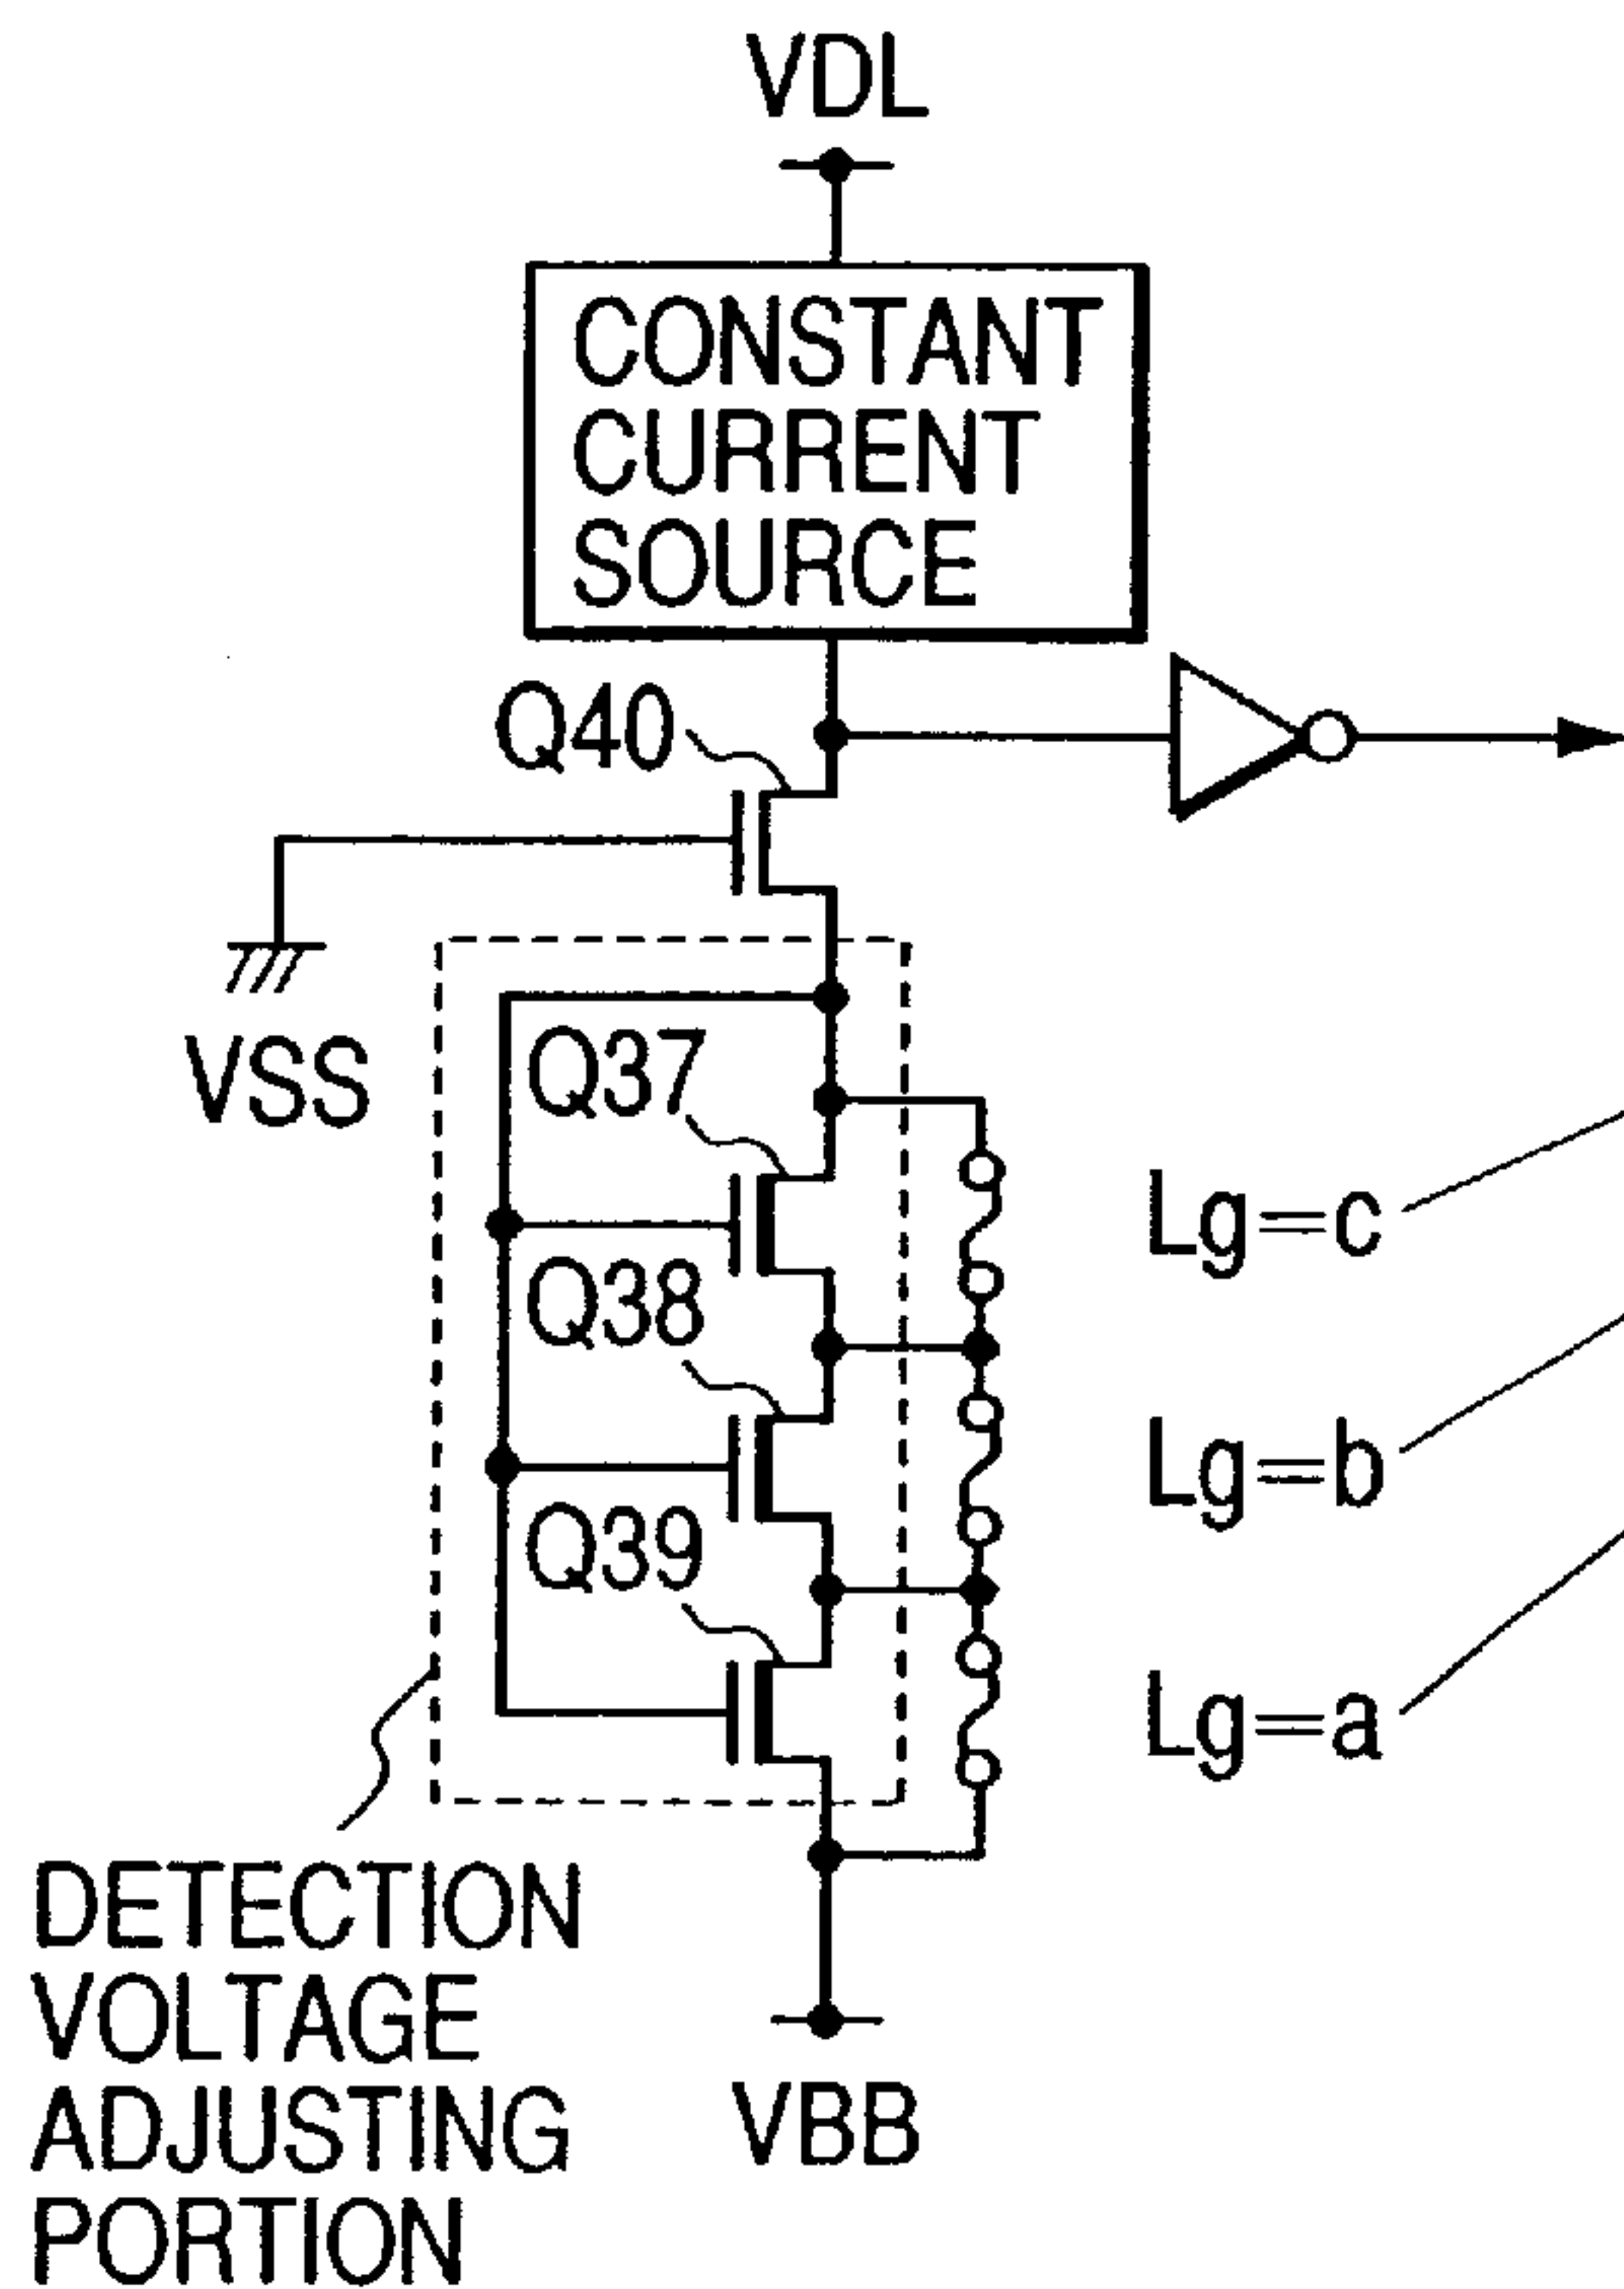 VDL
CONSTANT
CURRENT
SOURCE
Q40
VSS
Q37
Lg=c
Q38
Lg=b
Q39
Lg=a
DETECTION
VOLTAGE
ADJUSTING
PORTION
VBB